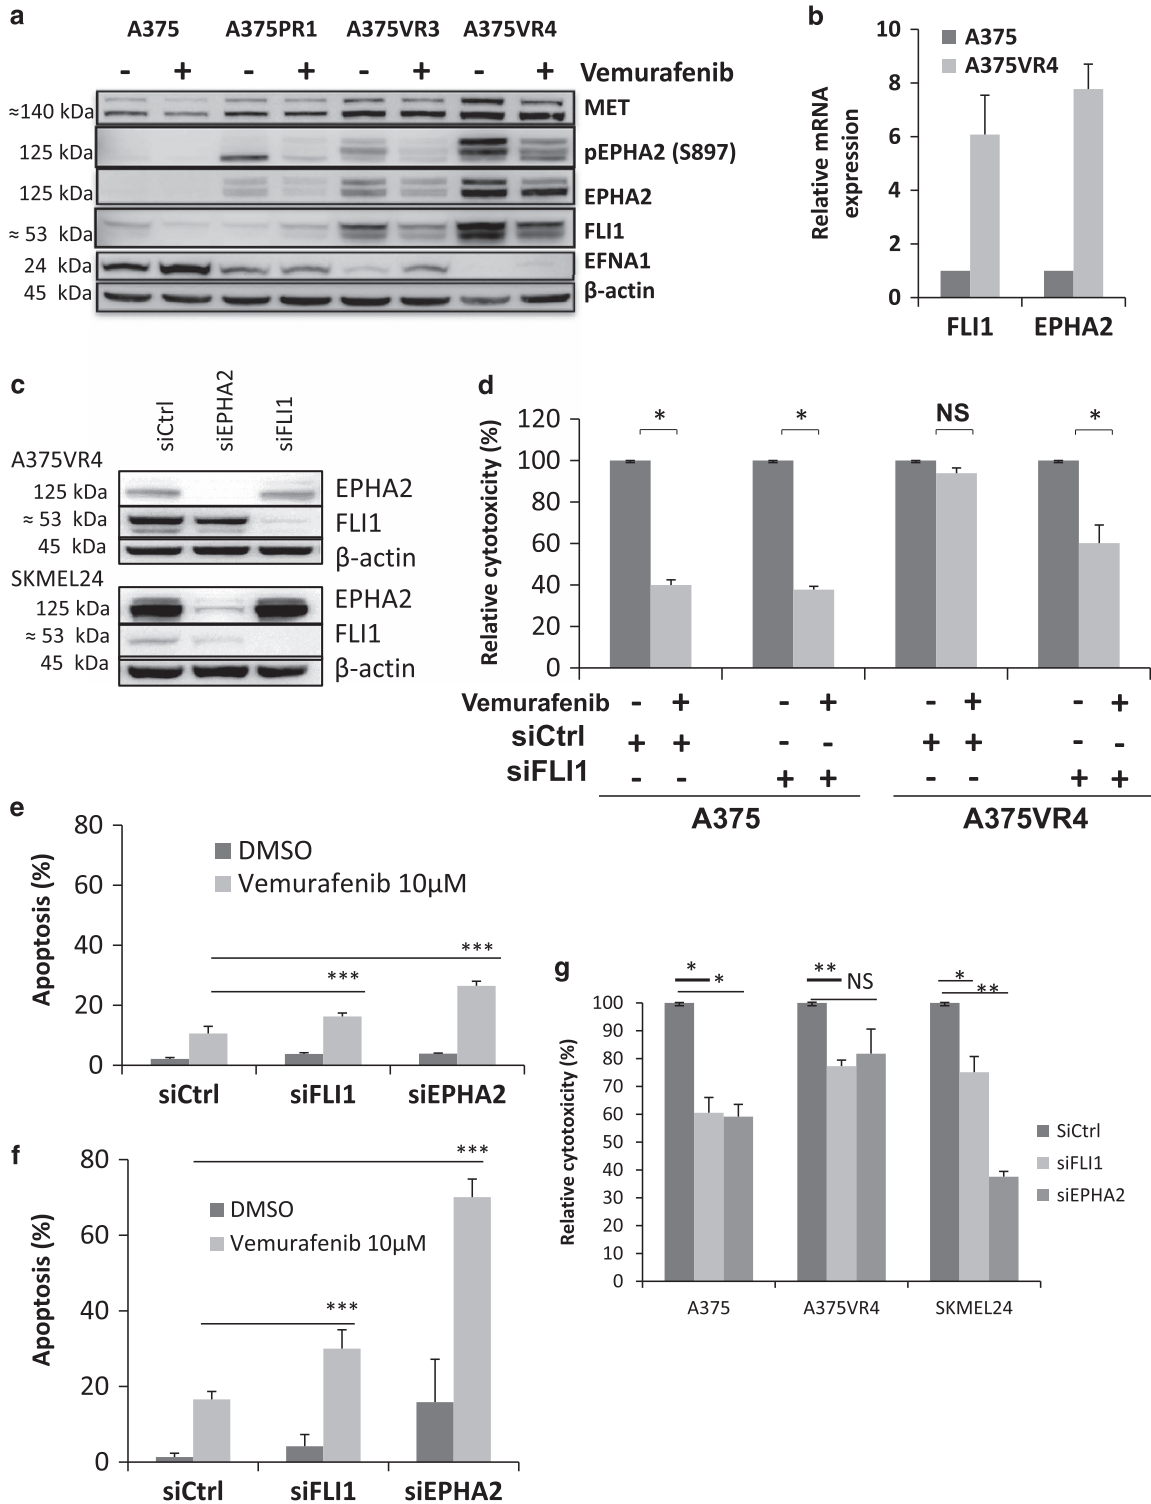 a
A375 A375PR1 A375VR3 A375VR4
- + - + - + - + Vemurafenib
≈140 kDa MET
125 kDa pEPHA2 (S897)
125 kDa EPHA2
≈ 53 kDa FLI1
24 kDa EFNA1
45 kDa β-actin
b
Relative mRNA
expression
10
8
6
4
2
0
A375
A375VR4
FLI1 EPHA2
c
siCtrl siEPHA2 siFLI1
A375VR4
125 kDa EPHA2
≈ 53 kDa FLI1
45 kDa β-actin
SKMEL24
125 kDa EPHA2
≈ 53 kDa FLI1
45 kDa β-actin
d
Relative cytotoxicity (%)
120
100
80
60
40
20
0
* * NS *
Vemurafenib - + - + - + - +
siCtrl + + - - + + - -
siFLI1 - - + + - - + +
A375 A375VR4
e
Apoptosis (%)
80
60
40
20
0
DMSO
Vemurafenib 10µM
***
***
siCtrl siFLI1 siEPHA2
f
Apoptosis (%)
80
60
40
20
0
***
DMSO
Vemurafenib 10µM
***
siCtrl siFLI1 siEPHA2
g
Relative cytotoxicity (%)
100
90
80
70
60
50
40
30
20
10
0
* * ** NS * **
SiCtrl
siFLI1
siEPHA2
A375 A375VR4 SKMEL24